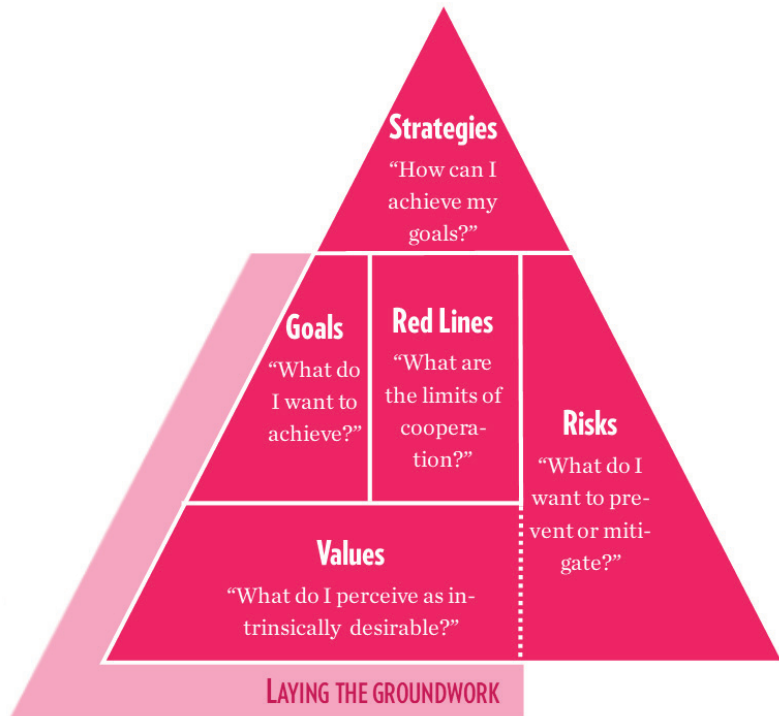 Strategies
“How can I
achieve my
goals?”
Goals
“What do
I want to
achieve?”
Red Lines
“What are
the limits of
coopera-
tion?”
Risks
“What do I
want to pre-
vent or miti-
gate?”
Values
“What do I perceive as in-
trinsically desirable?”
LAYING THE GROUNDWORK